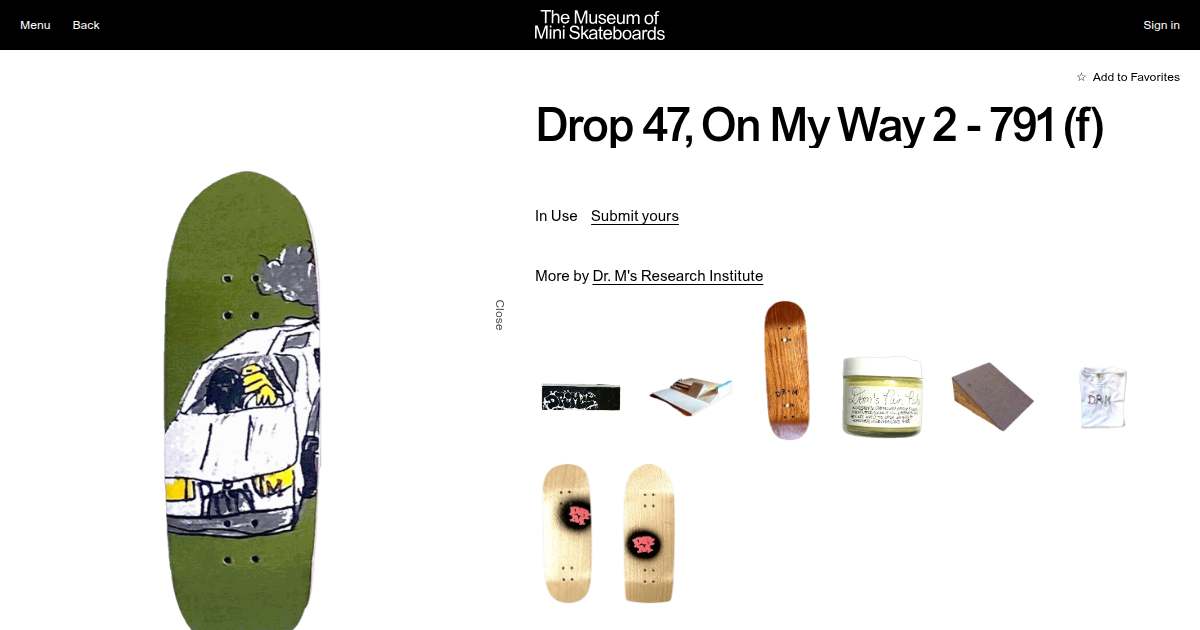 Menu
Back
The Museum of
Mini Skateboards
Sign in
☆ Add to Favorites
Drop 47, On My Way 2 - 791 (f)
In Use
Submit yours
More by Dr. M's Research Institute
Close